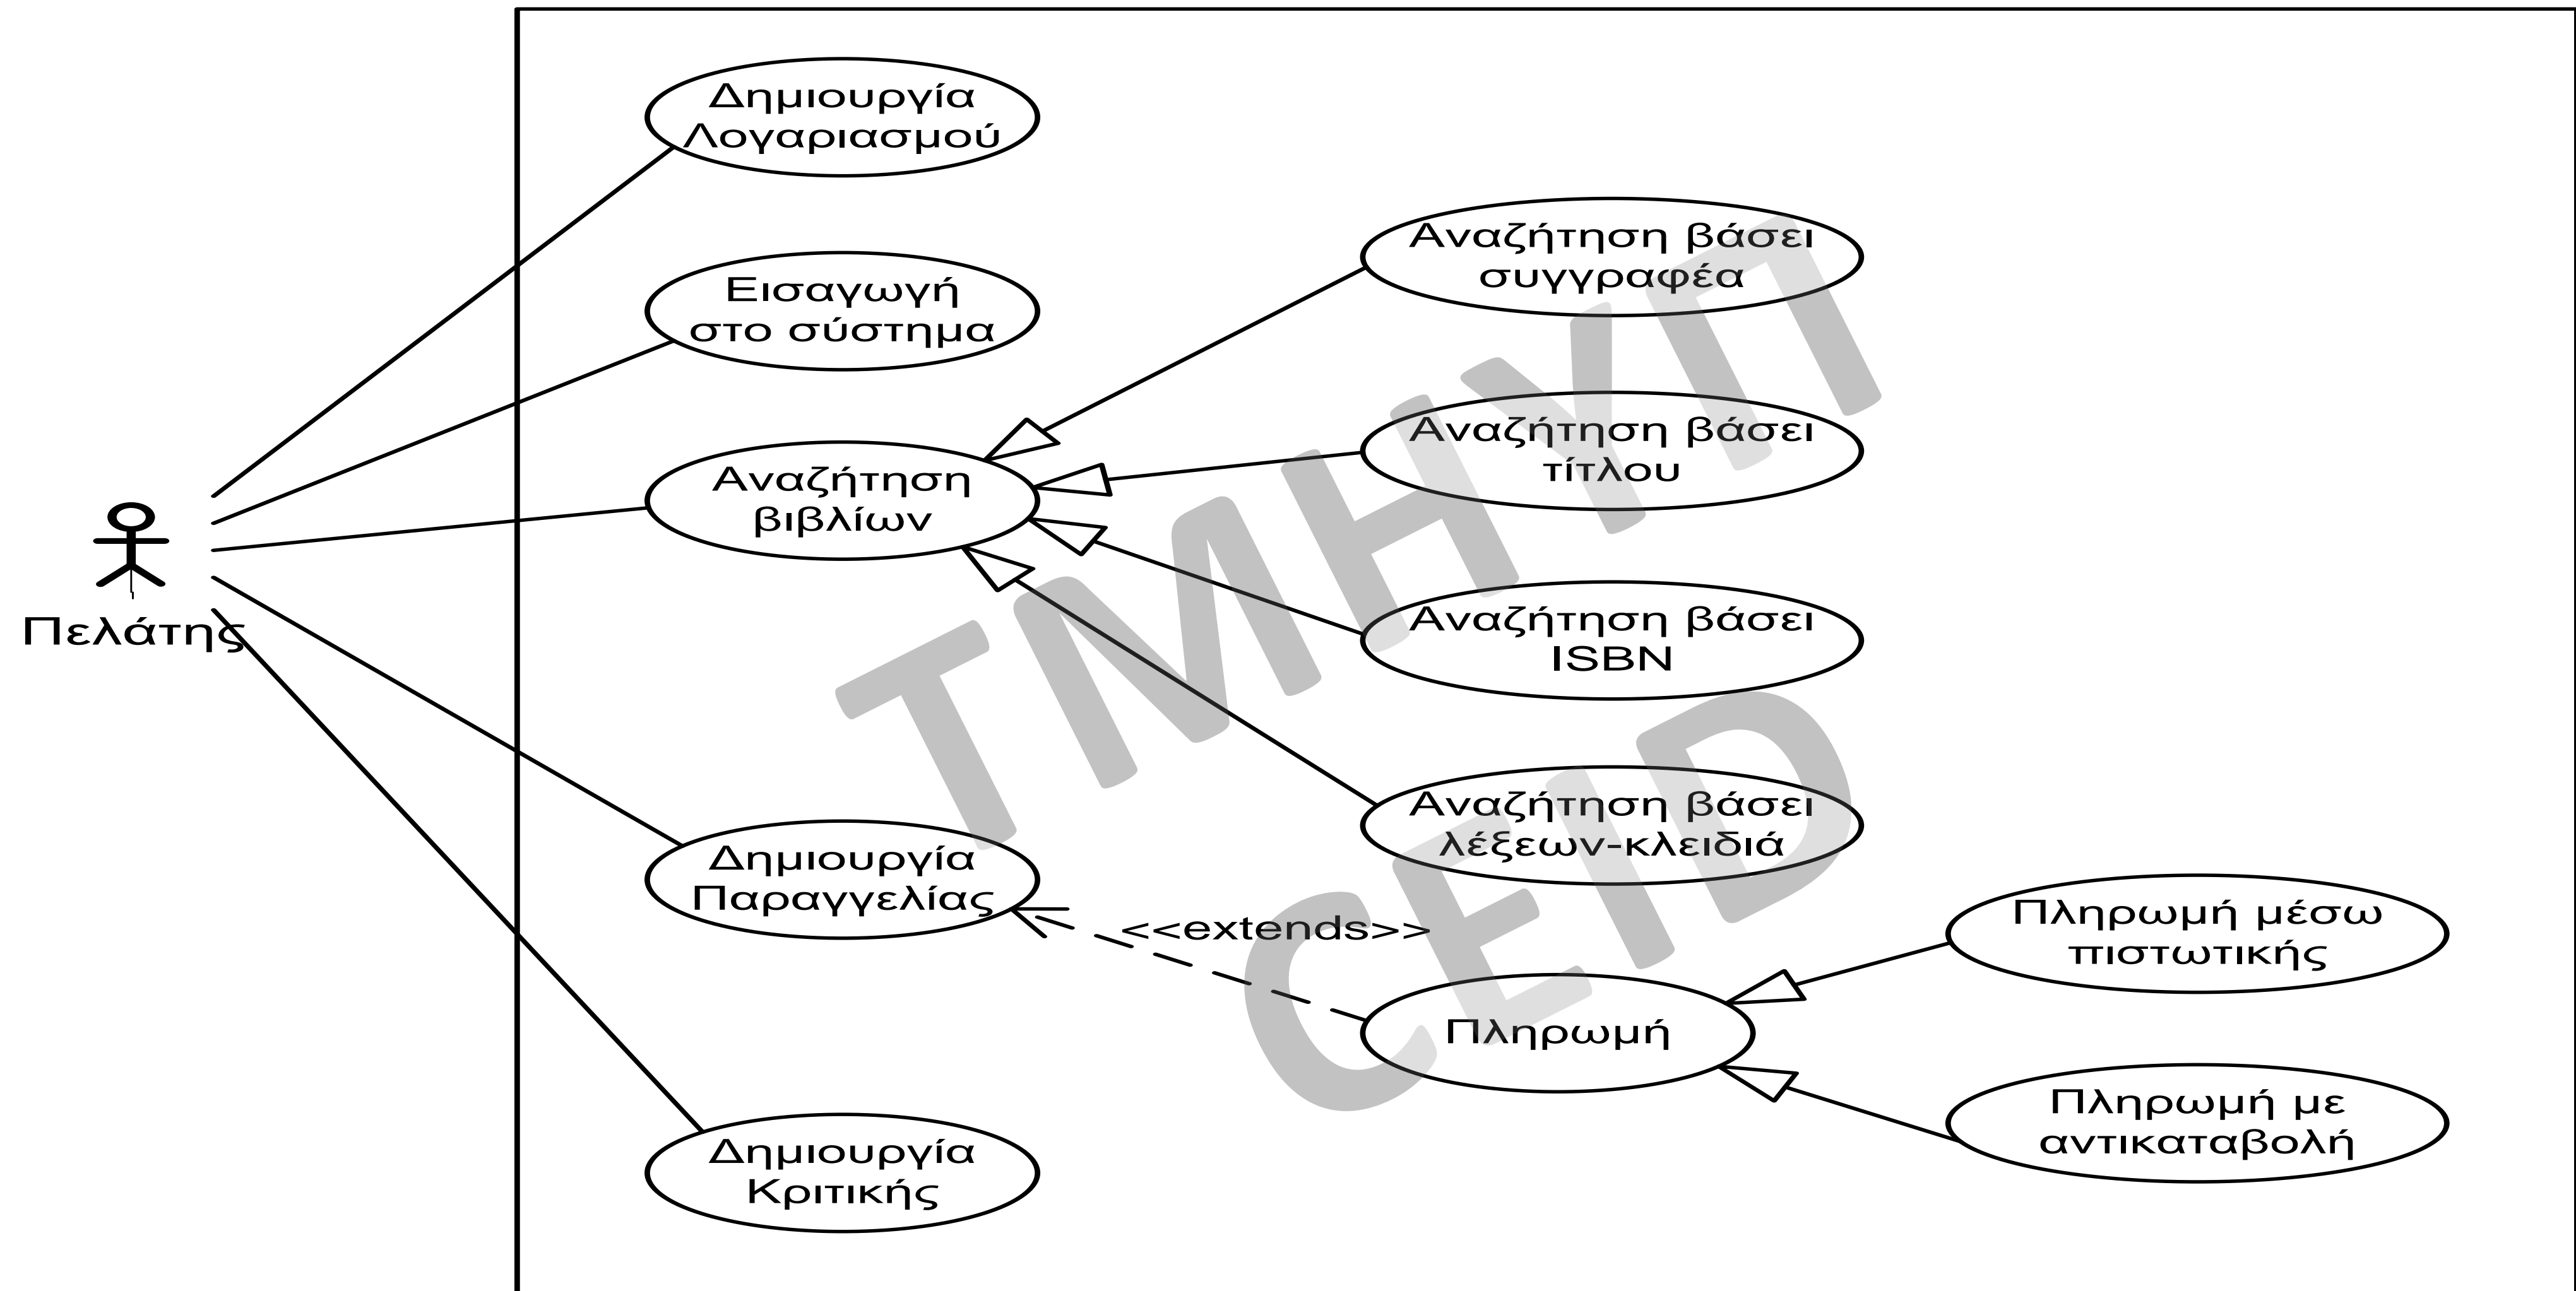 Δημιουργία
Λογαριασμού
Εισαγωγή
στο σύστημα
Αναζήτηση
βιβλίων
Αναζήτηση βάσει
συγγραφέα
Αναζήτηση βάσει
τίτλου
Αναζήτηση βάσει
ISBN
Αναζήτηση βάσει
λέξεων-κλειδιά
Πελάτης
Δημιουργία
Παραγγελίας
<<extends>>
Πληρωμή
Πληρωμή μέσω
πιστωτικής
Πληρωμή με
αντικαταβολή
Δημιουργία
Κριτικής
ΤΜΗΥΠ
CEID